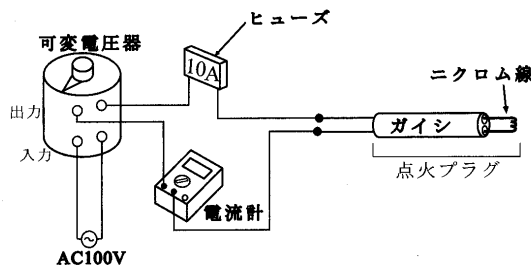 ヒューズ
可変電圧器
10A
ニクロム線
出力
ガイシ
入力
点火プラグ
電流計
AC100V